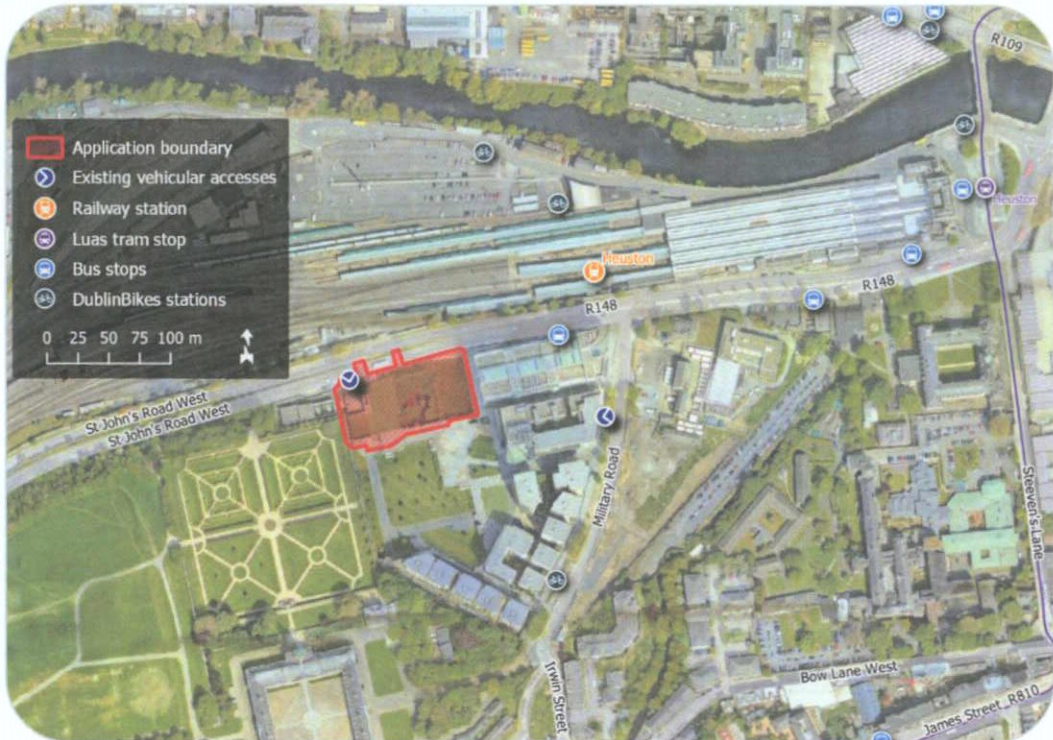 R109
Application boundary
Existing vehicular accesses
Railway station
Luas tram stop
Bus stops
DublinBikes stations
0 25 50 75 100 m
Heuston
Heuston
R148
R148
St John's Road West
St John's Road West
Military Road
Steeven's Lane
Irwin Street
Bow Lane West
James Street R810